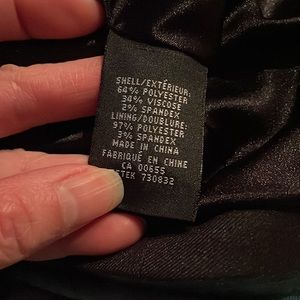 SHELL/EXTÉRIEUR:
64% POLYESTER
34% VISCOSE
2% SPANDEX
LINING/DOUBLURE:
97% POLYESTER
3% SPANDEX
MADE IN CHINA
FABRIQUÉ EN CHINE
CA 00655
730832